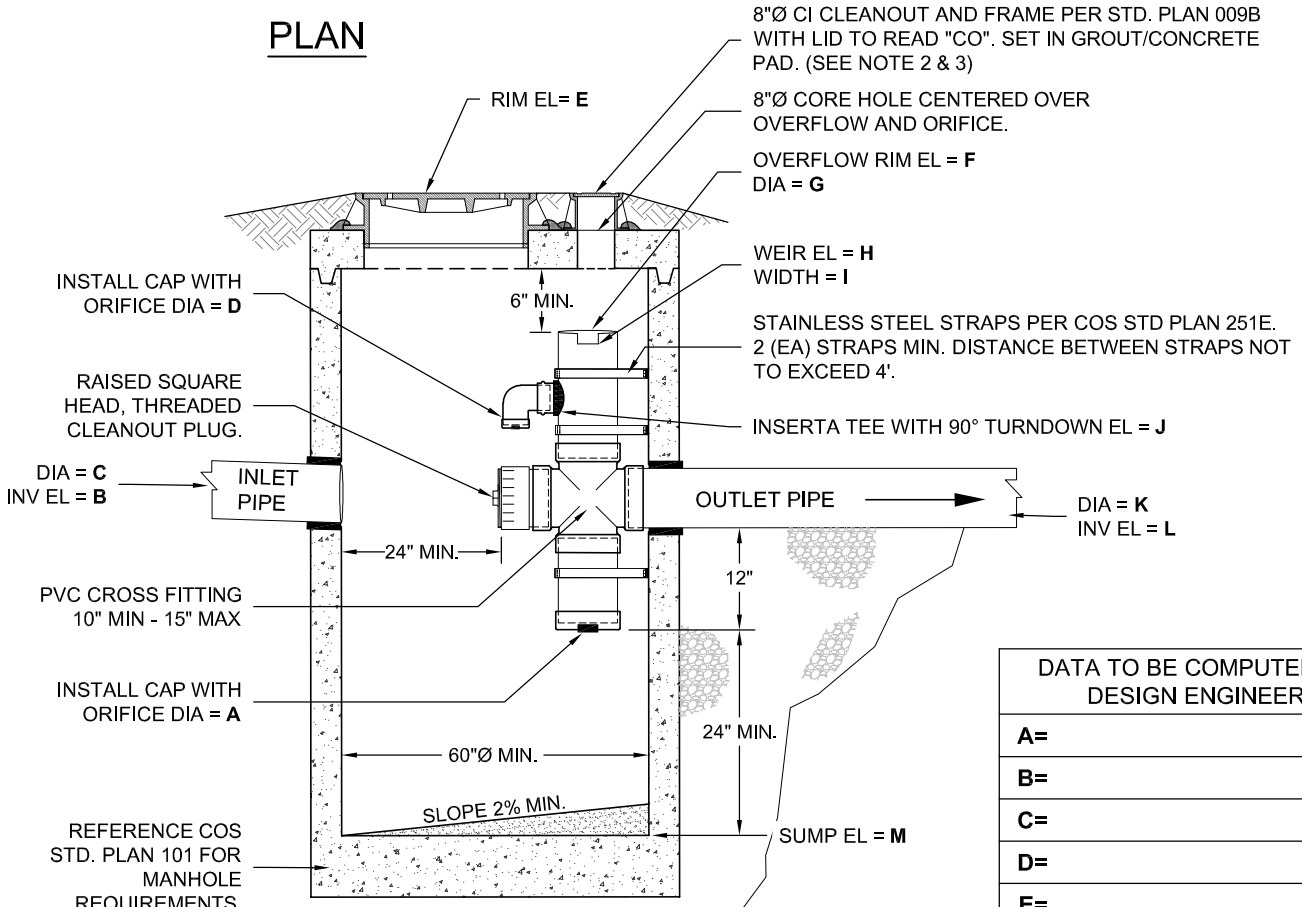 PLAN
8"Ø CI CLEANOUT AND FRAME PER STD. PLAN 009B
WITH LID TO READ "CO". SET IN GROUT/CONCRETE
PAD. (SEE NOTE 2 & 3)
RIM EL= E
8"Ø CORE HOLE CENTERED OVER
OVERFLOW AND ORIFICE.
OVERFLOW RIM EL = F
DIA = G
WEIR EL = H
WIDTH = I
INSTALL CAP WITH
ORIFICE DIA = D
6" MIN.
STAINLESS STEEL STRAPS PER COS STD PLAN 251E.
2 (EA) STRAPS MIN. DISTANCE BETWEEN STRAPS NOT
TO EXCEED 4'.
RAISED SQUARE
HEAD, THREADED
CLEANOUT PLUG.
INSERTA TEE WITH 90° TURNDOWN EL = J
DIA = C
INV EL = B
INLET
PIPE
OUTLET PIPE
DIA = K
INV EL = L
24" MIN.
12"
PVC CROSS FITTING
10" MIN - 15" MAX
INSTALL CAP WITH
ORIFICE DIA = A
24" MIN.
60"Ø MIN.
SLOPE 2% MIN.
SUMP EL = M
REFERENCE COS
STD. PLAN 101 FOR
MANHOLE
REQUIREMENTS.
DATA TO BE COMPUTE
DESIGN ENGINEER
A=
B=
C=
D=
E=